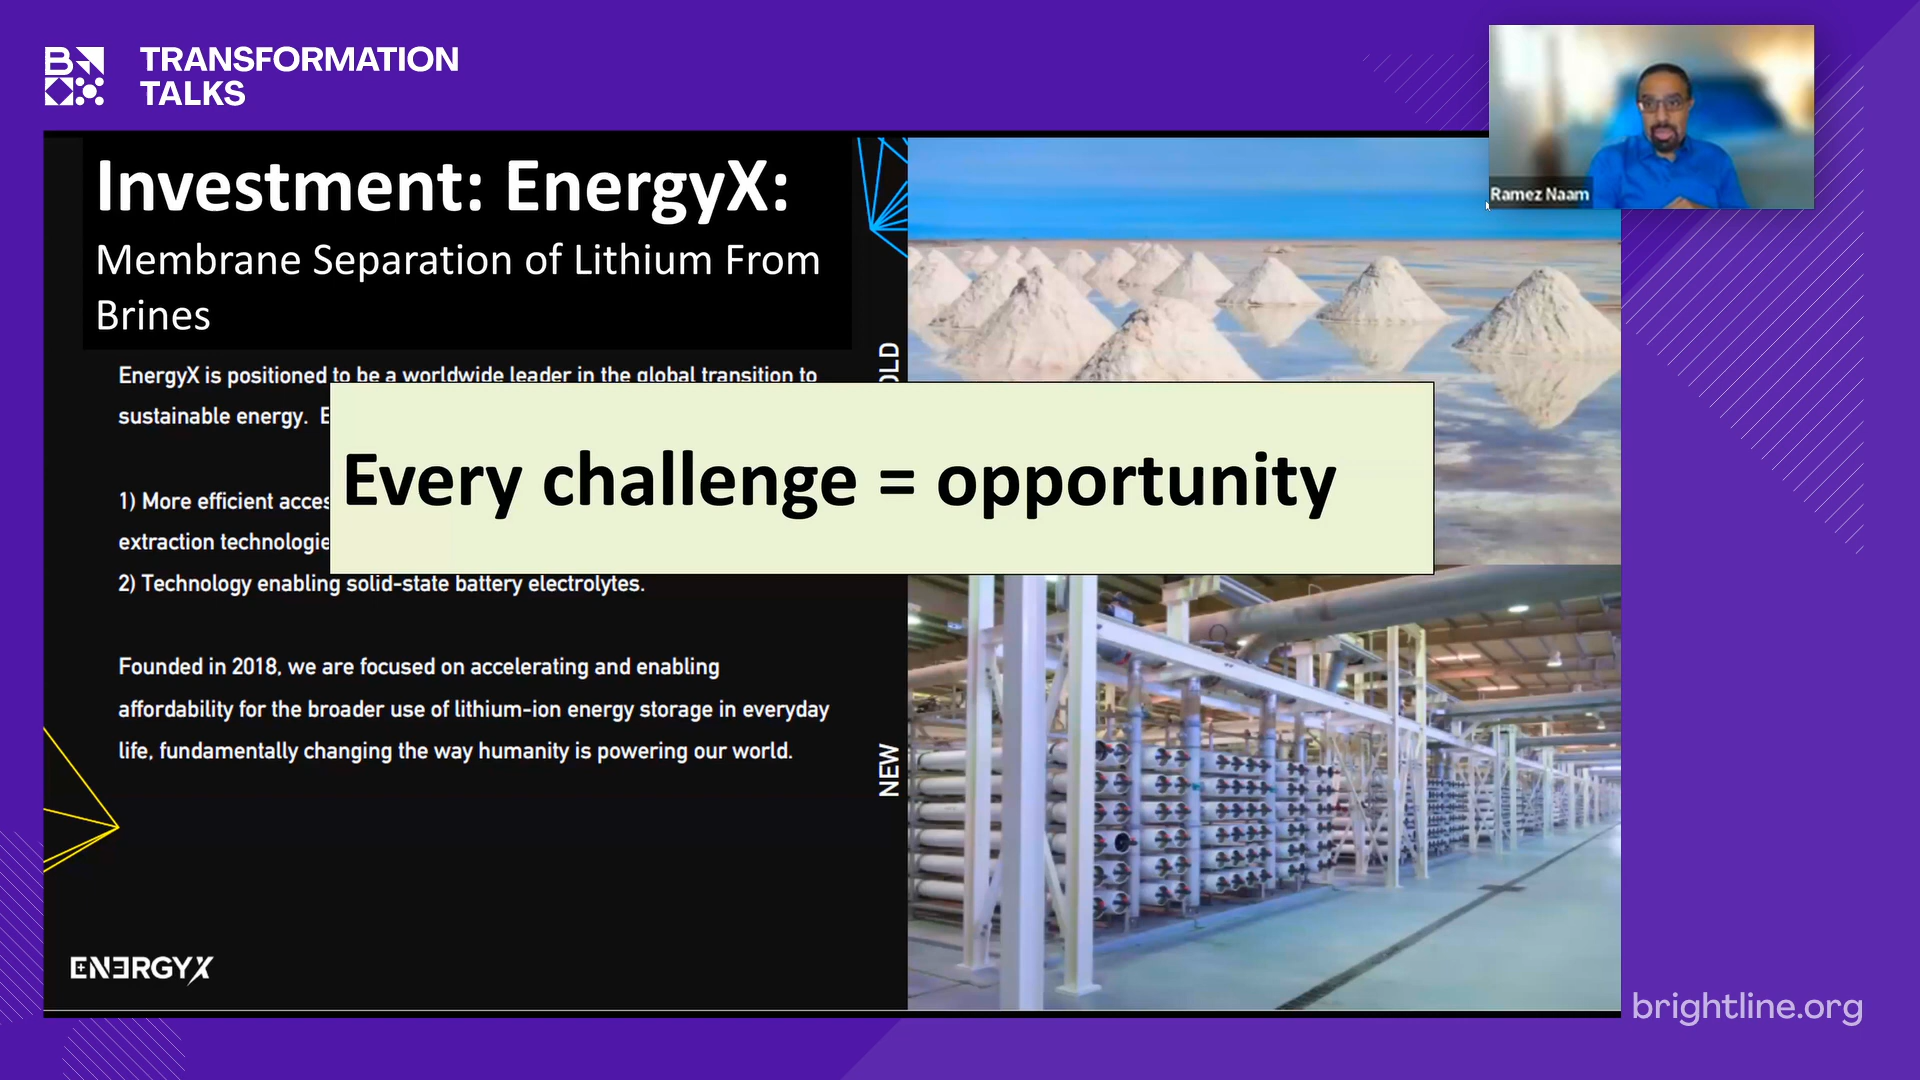 TRANSFORMATION
TALKS
Ramez Naam
Investment: EnergyX:
Membrane Separation of Lithium From
Brines
EnergyX is positioned to be a worldwide leader in the global transition to
sustainable energy.
Every challenge = opportunity
1) More efficient
extraction
2) Technology enabling solid-state battery electrolytes.
Founded in 2018, we are focused on accelerating and enabling
affordability for the broader use of lithium-ion energy storage in everyday
life, fundamentally changing the way humanity is powering our world.
OLD
NEW
ENERGYX
brightline.org